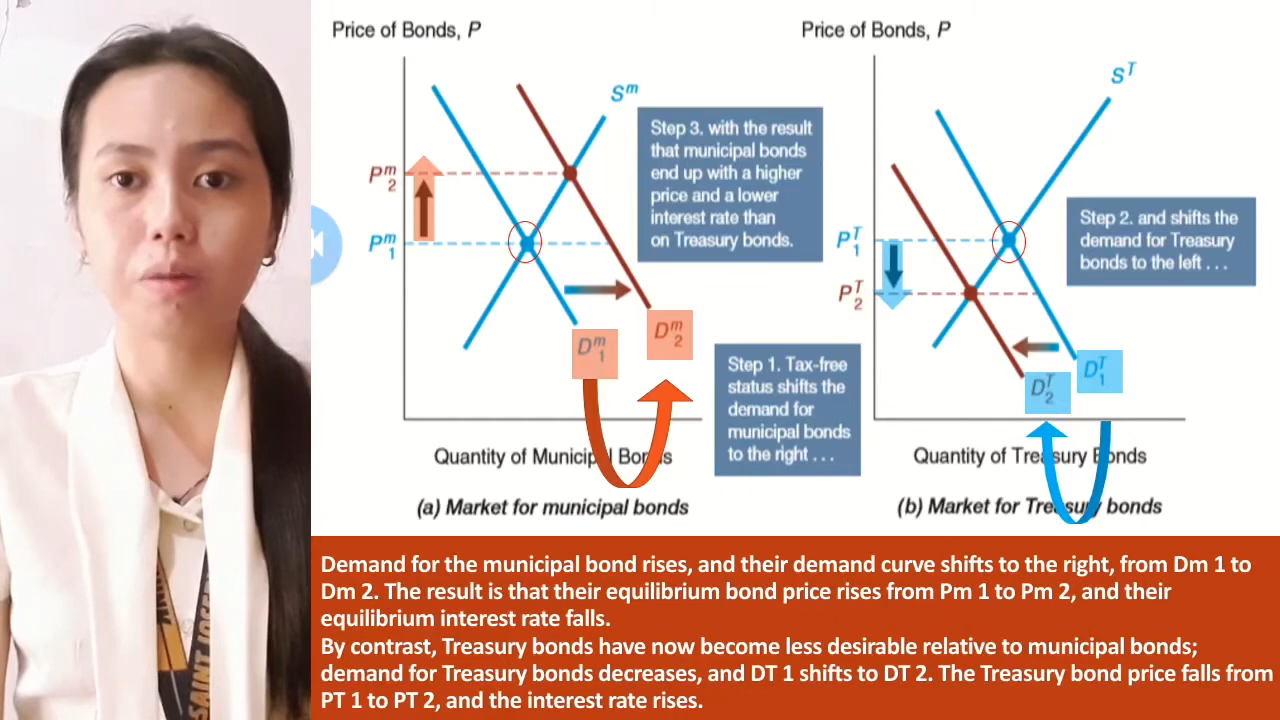 Price of Bonds, P
S^m
Step 3. with the result
that municipal bonds
end up with a higher
price and a lower
interest rate than
on Treasury bonds.
P^m_2
P^m_1
D^m_1
D^m_2
Step 1. Tax-free
status shifts the
demand for
municipal bonds
to the right . . .
Quantity of Municipal Bonds
(a) Market for municipal bonds
Price of Bonds, P
S^T
Step 2. and shifts the
demand for Treasury
bonds to the left . . .
P^T_1
P^T_2
D^T_1
D^T_2
Quantity of Treasury Bonds
(b) Market for Treasury bonds
Demand for the municipal bond rises, and their demand curve shifts to the right, from Dm 1 to
Dm 2. The result is that their equilibrium bond price rises from Pm 1 to Pm 2, and their
equilibrium interest rate falls.
By contrast, Treasury bonds have now become less desirable relative to municipal bonds;
demand for Treasury bonds decreases, and DT 1 shifts to DT 2. The Treasury bond price falls from
PT 1 to PT 2, and the interest rate rises.
SAINT